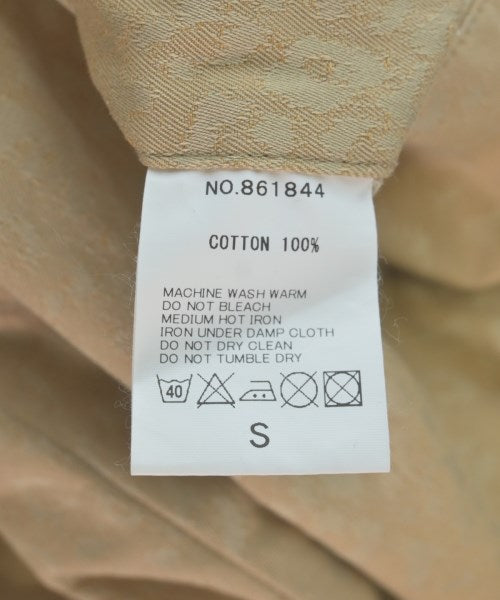 NO.861844
COTTON 100%
MACHINE WASH WARM
DO NOT BLEACH
MEDIUM HOT IRON
IRON UNDER DAMP CLOTH
DO NOT DRY CLEAN
DO NOT TUMBLE DRY
40
S